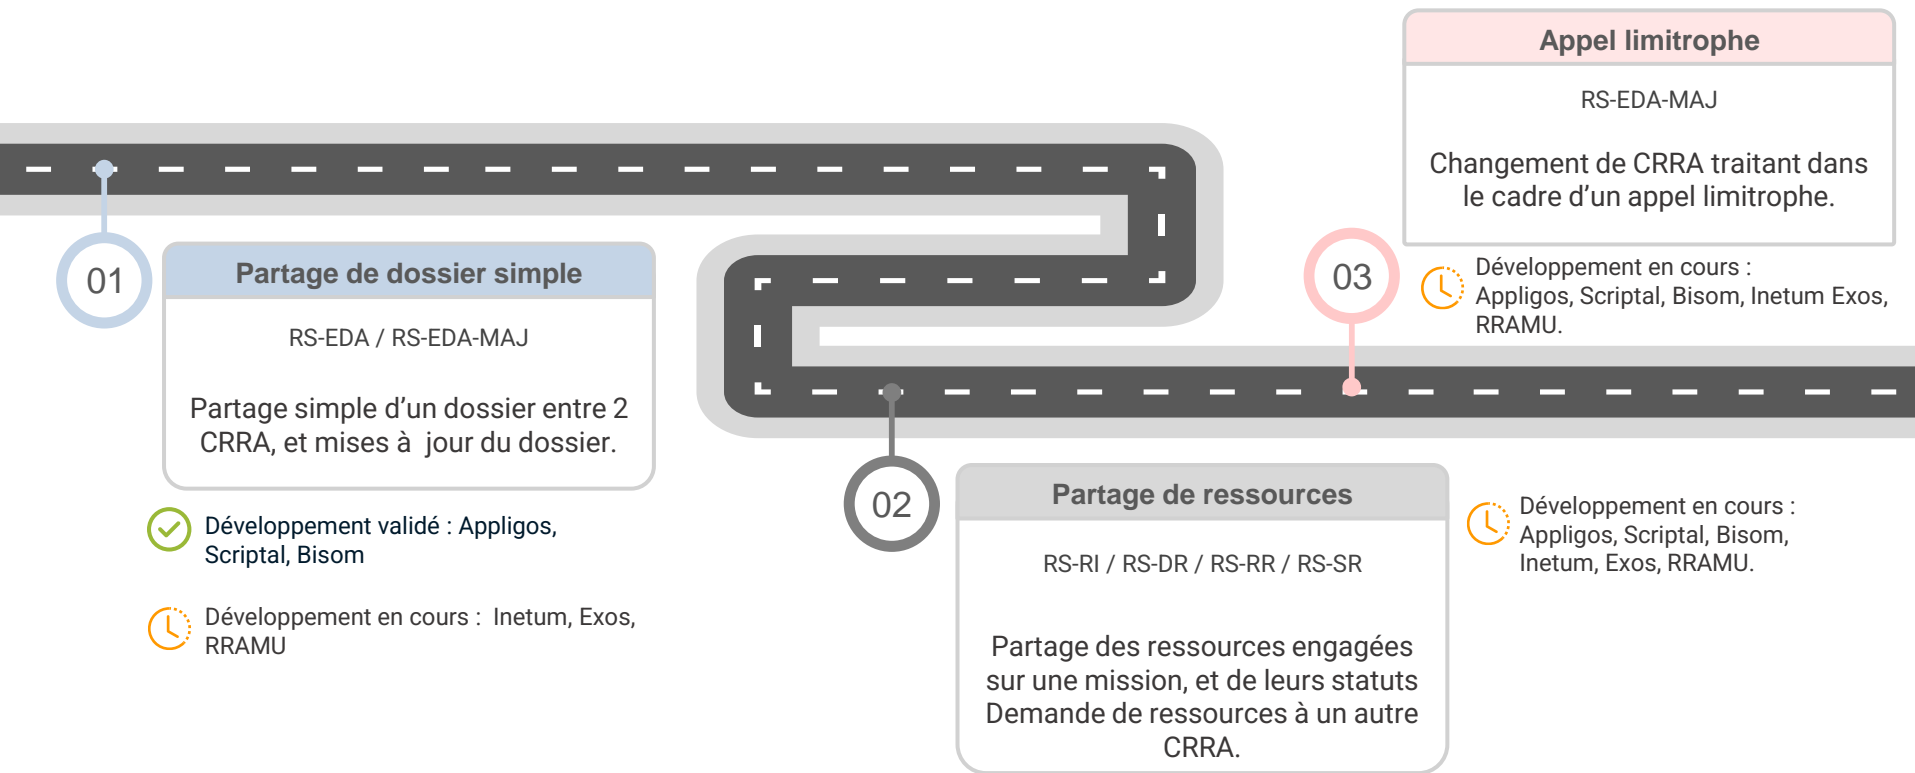 01
Partage de dossier simple
RS-EDA / RS-EDA-MAJ
Partage simple d’un dossier entre 2
CRRA, et mises à  jour du dossier.
Développement validé : Appligos,
Scriptal, Bisom
Développement en cours :  Inetum, Exos,
RRAMU
02
Partage de ressources
RS-RI / RS-DR / RS-RR / RS-SR
Partage des ressources engagées
sur une mission, et de leurs statuts
Demande de ressources à un autre
CRRA.
Développement en cours :
Appligos, Scriptal, Bisom,
Inetum, Exos, RRAMU.
03
Appel limitrophe
RS-EDA-MAJ
Changement de CRRA traitant dans
le cadre d’un appel limitrophe.
Développement en cours :
Appligos, Scriptal, Bisom, Inetum Exos,
RRAMU.